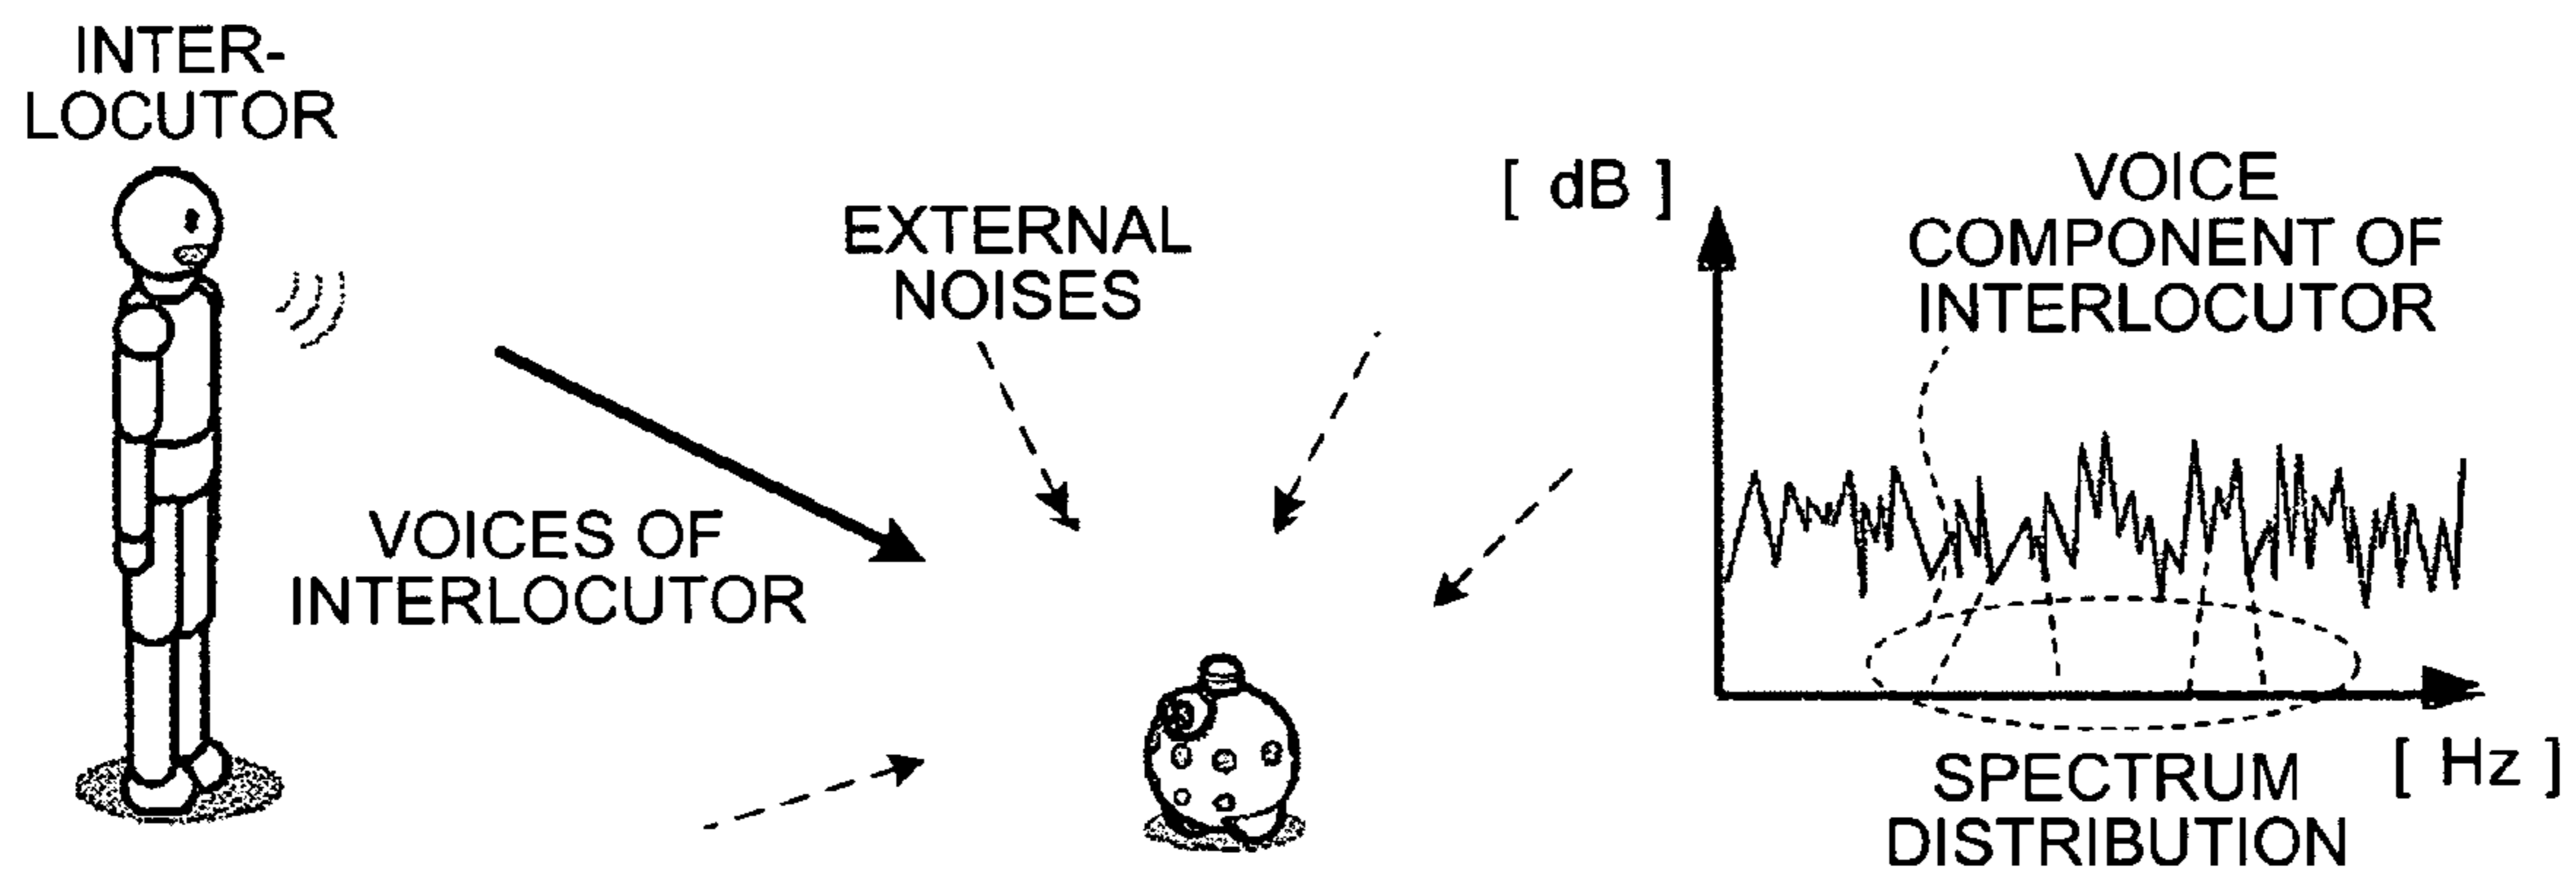 INTER-
LOCUTOR
EXTERNAL
NOISES
VOICES OF
INTERLOCUTOR
[ dB ]
VOICE
COMPONENT OF
INTERLOCUTOR
[ Hz ]
SPECTRUM
DISTRIBUTION